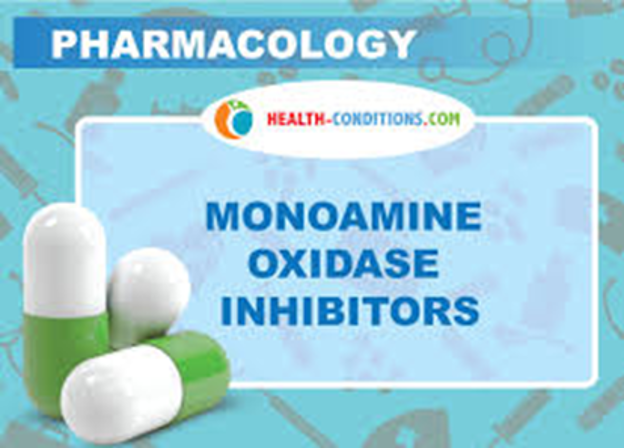 PHARMACOLOGY
HEALTH-CONDITIONS.COM
MONOAMINE
OXIDASE
INHIBITORS